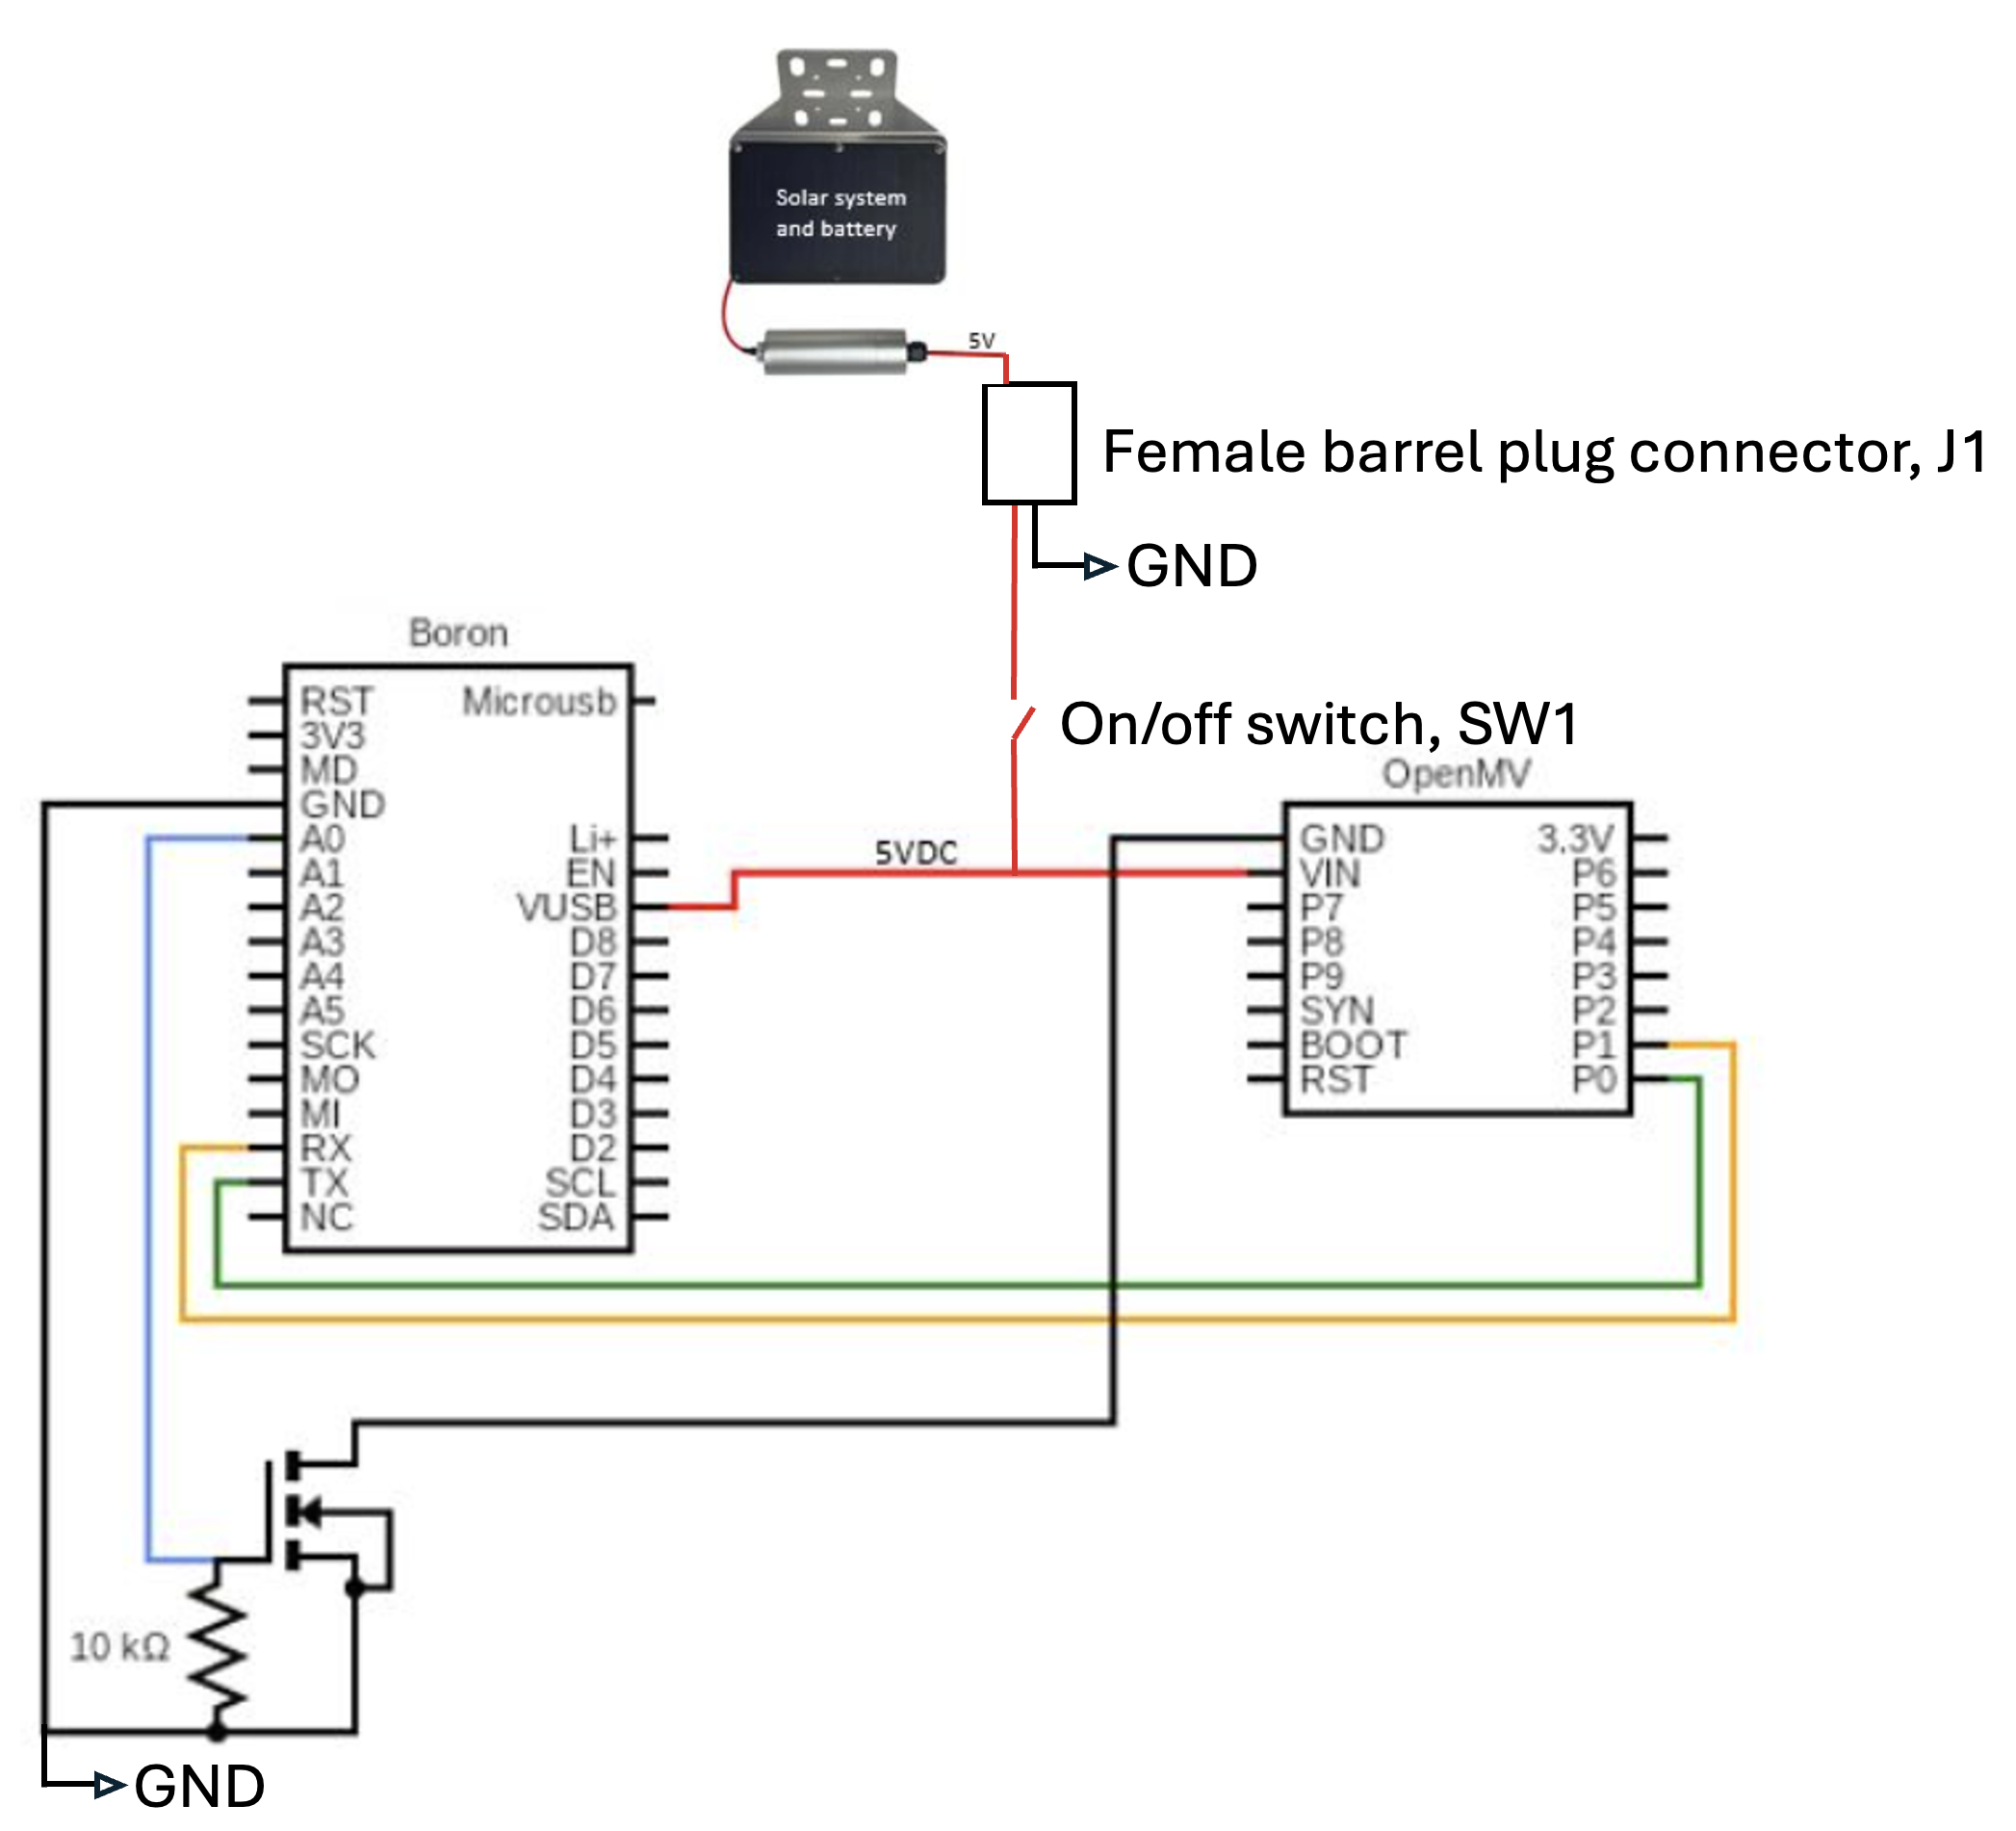 Solar system
and battery
5V
Female barrel plug connector, J1
GND
Boron
RST
3V3
MD
GND
A0
A1
A2
A3
A4
A5
SCK
MO
MI
RX
TX
NC
Microusb
Li+
EN
VUSB
D8
D7
D6
D5
D4
D3
D2
SCL
SDA
On/off switch, SW1
5VDC
OpenMV
GND
VIN
P7
P8
P9
SYN
BOOT
RST
3.3V
P6
P5
P4
P3
P2
P1
P0
10 kΩ
GND